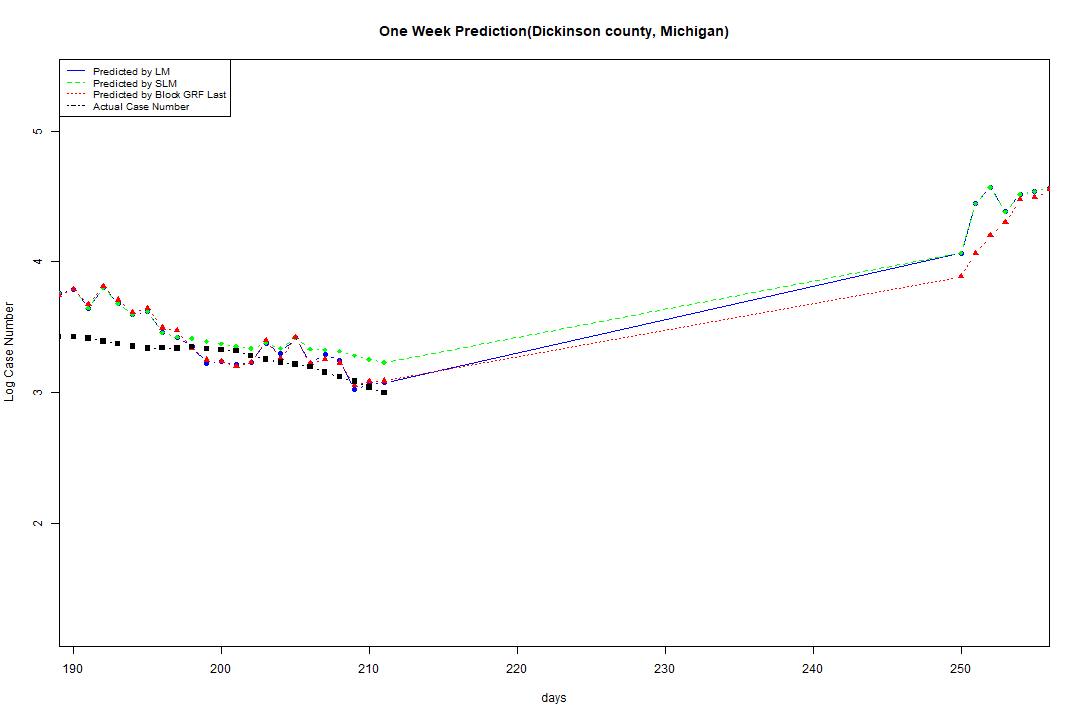 One Week Prediction(Dickinson county, Michigan)
Predicted by LM
Predicted by SLM
Predicted by Block GRF Last
Actual Case Number
5
4
3
2
Log Case Number
190 200 210 220 230 240 250
days